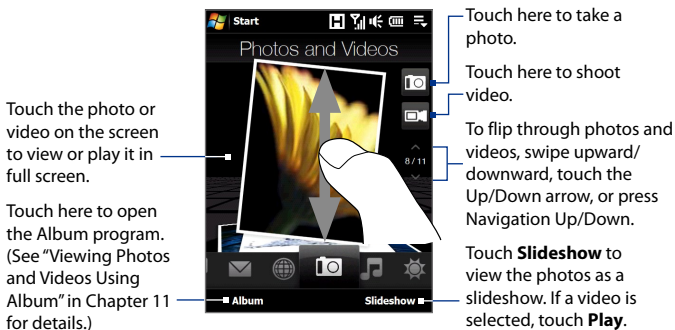 Start
Photos and Videos
8 / 11
Album
Slideshow
Touch the photo or
video on the screen
to view or play it in
full screen.
Touch here to open
the Album program.
(See “Viewing Photos
and Videos Using
Album” in Chapter 11
for details.)
Touch here to take a
photo.
Touch here to shoot
video.
To flip through photos and
videos, swipe upward/
downward, touch the
Up/Down arrow, or press
Navigation Up/Down.
Touch Slideshow to
view the photos as a
slideshow. If a video is
selected, touch Play.